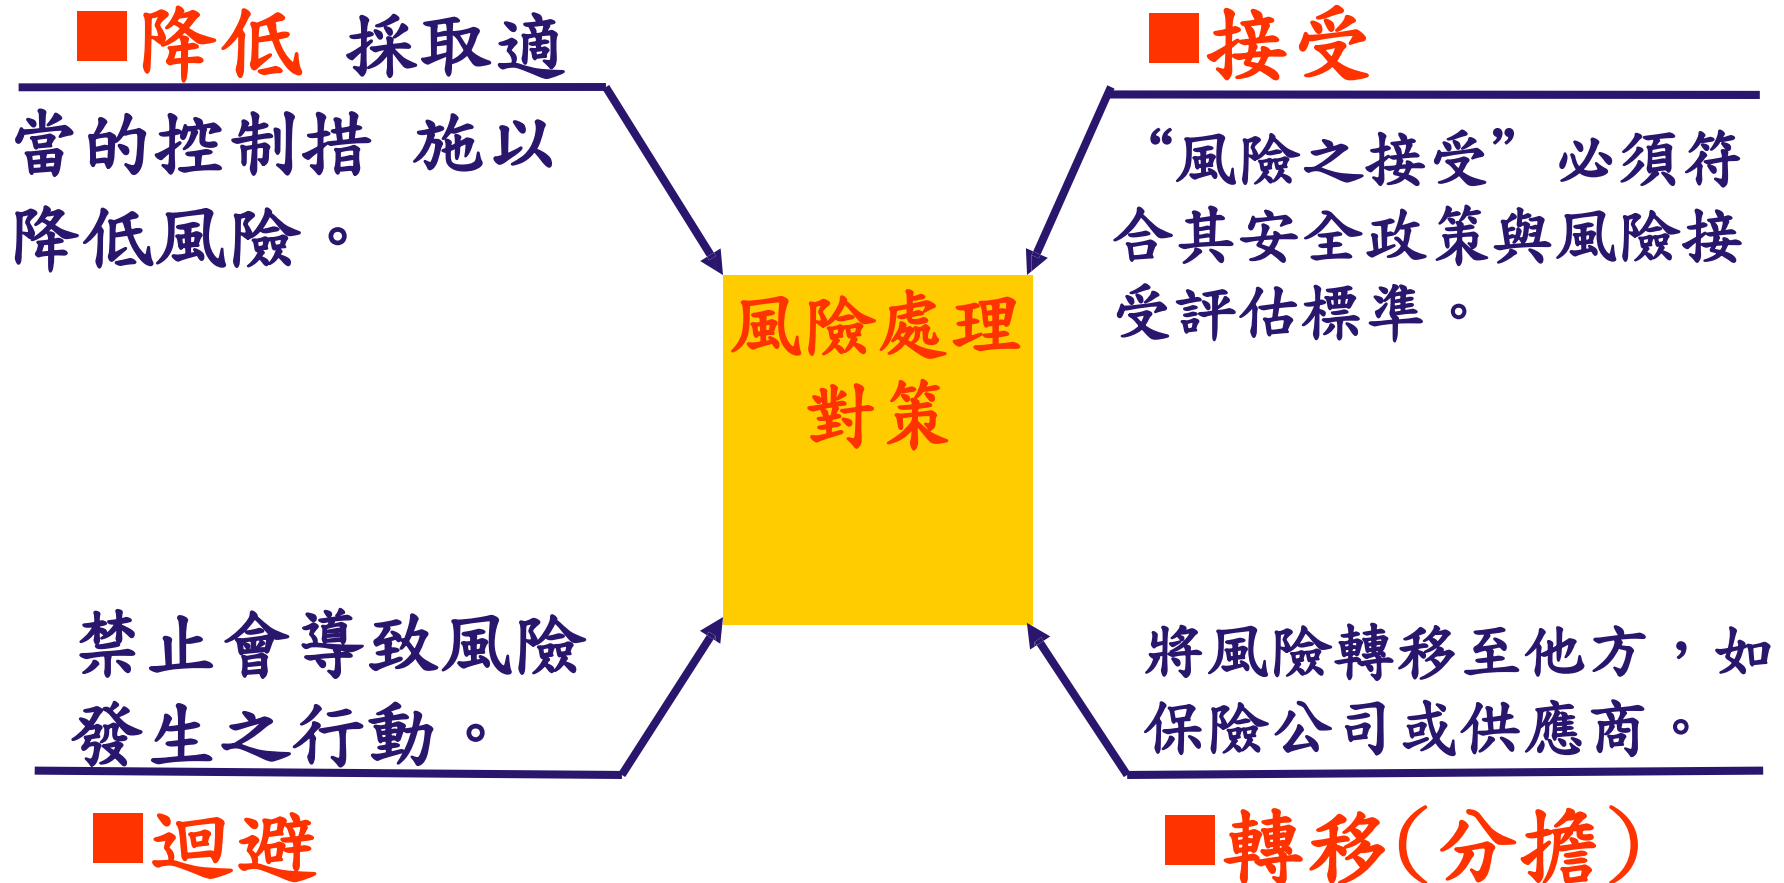 ■降低 採取適
當的控制措 施以
降低風險。
■接受
“風險之接受”必須符
合其安全政策與風險接
受評估標準。
風險處理
對策
禁止會導致風險
發生之行動。
■迴避
將風險轉移至他方，如
保險公司或供應商。
■轉移(分擔)